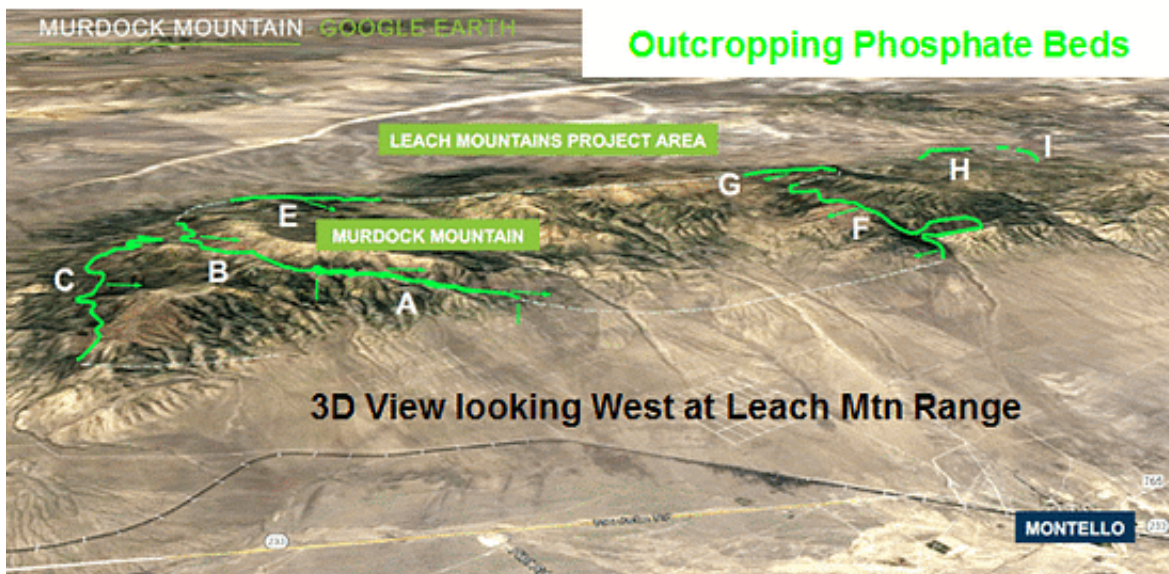 MURDOCK MOUNTAIN GOOGLE EARTH
Outcropping Phosphate Beds
LEACH MOUNTAINS PROJECT AREA
I
H
G
E
F
MURDOCK MOUNTAIN
C
B
A
3D View looking West at Leach Mtn Range
765
233
MONTELLO
233